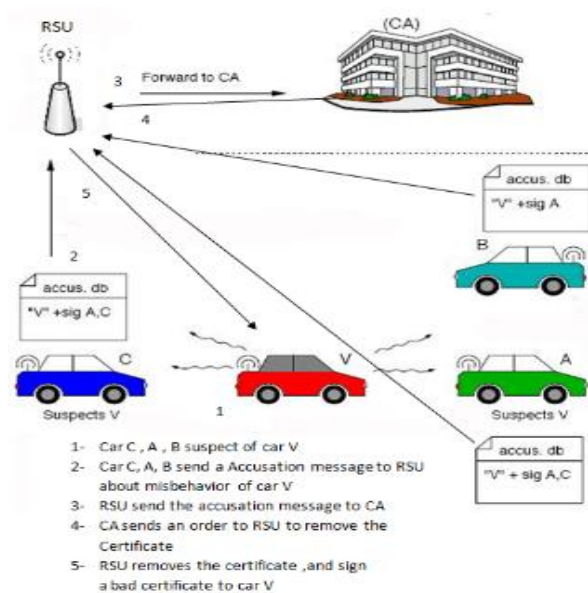 RSU
(CA)
3 Forward to CA
4
accus. db
"V" +sig A
5
B
2
accus. db
"V" +sig A,C
C
V
A
Suspects V
1
Suspects V
accus. db
"V" + sig A,C
1- Car C , A , B suspect of car V
2- Car C, A, B send a Accusation message to RSU
about misbehavior of car V
3- RSU send the accusation message to CA
4- CA sends an order to RSU to remove the
Certificate
5- RSU removes the certificate ,and sign
a bad certificate to car V